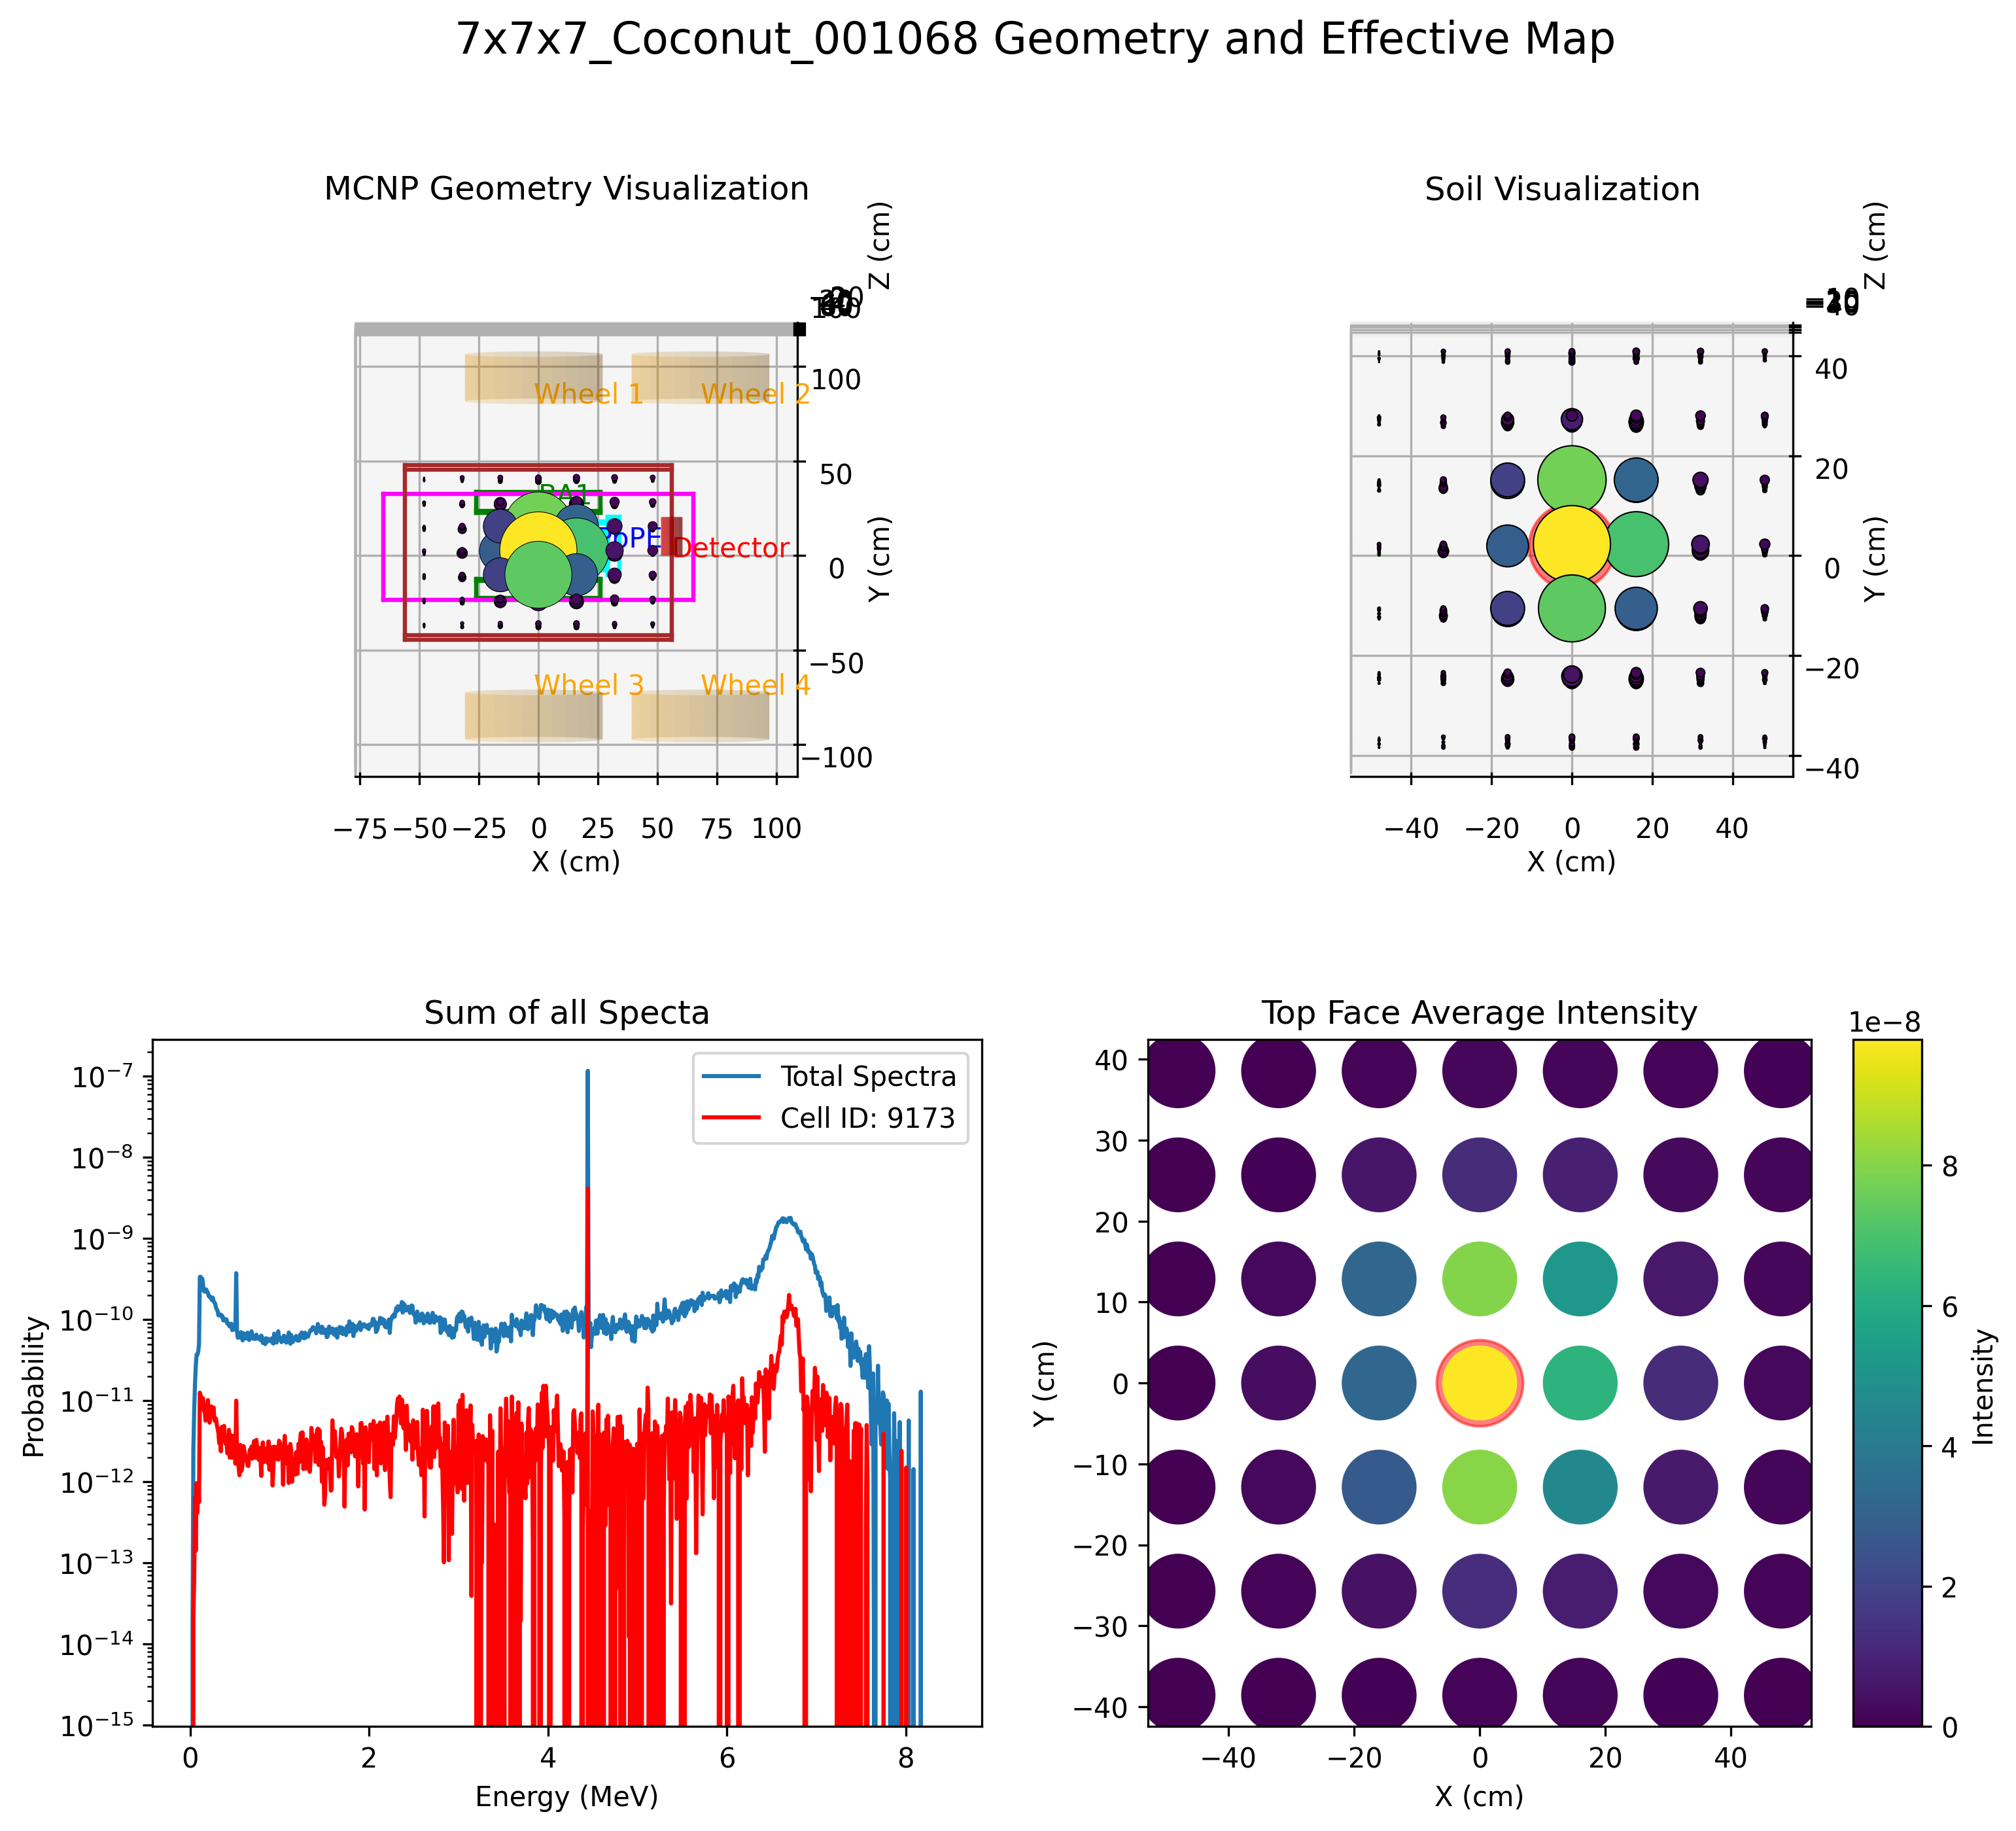 7x7x7_Coconut_001068 Geometry and Effective Map
MCNP Geometry Visualization
Z (cm)
100
50
0
−50
−100
Y (cm)
Wheel 1
Wheel 2
Detector
Wheel 3
Wheel 4
−75
−50
−25
0
25
50
75
100
X (cm)
Soil Visualization
Z (cm)
40
20
0
−20
−40
Y (cm)
−40
−20
0
20
40
X (cm)
Sum of all Specta
Total Spectra
Cell ID: 9173
10−7
10−8
10−9
10−10
10−11
10−12
10−13
10−14
10−15
Probability
0
2
4
6
8
Energy (MeV)
Top Face Average Intensity
40
30
20
10
0
−10
−20
−30
−40
Y (cm)
−40
−20
0
20
40
X (cm)
1e−8
8
6
4
2
0
Intensity